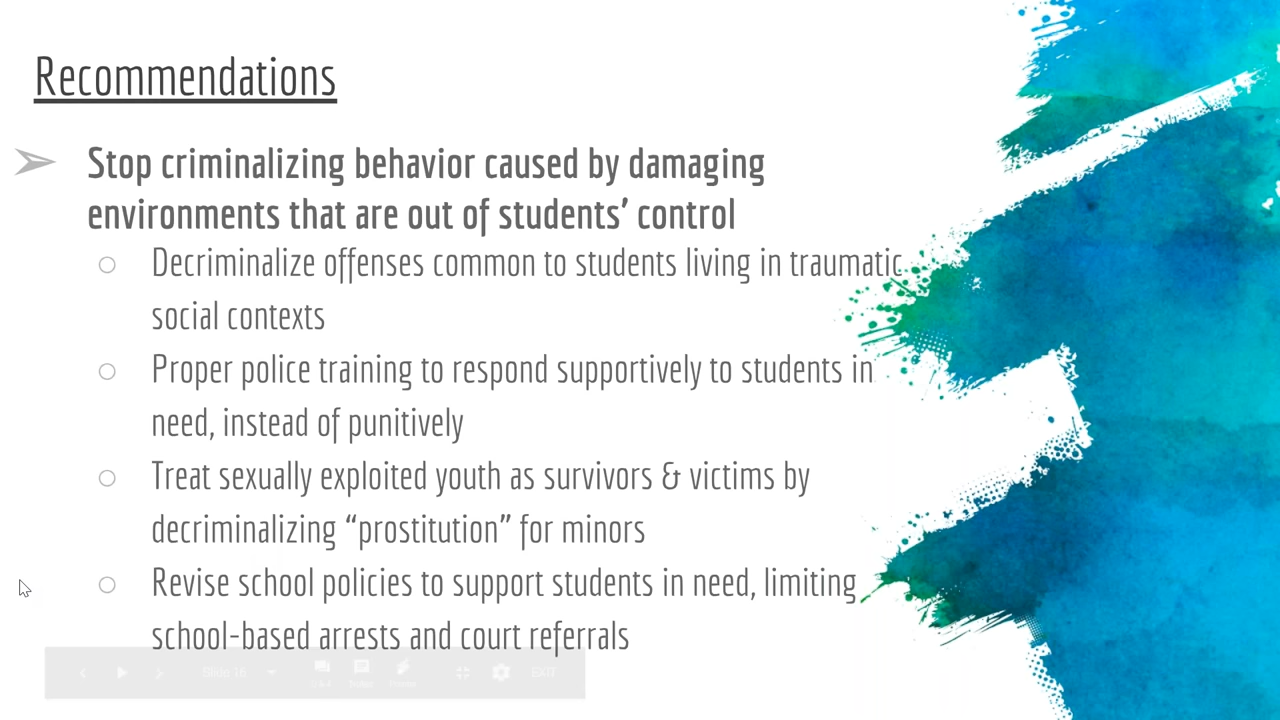 Recommendations
Stop criminalizing behavior caused by damaging
environments that are out of students’ control
Decriminalize offenses common to students living in traumatic
social contexts
Proper police training to respond supportively to students in
need, instead of punitively
Treat sexually exploited youth as survivors & victims by
decriminalizing “prostitution” for minors
Revise school policies to support students in need, limiting
school-based arrests and court referrals
Slide 16
EXIT